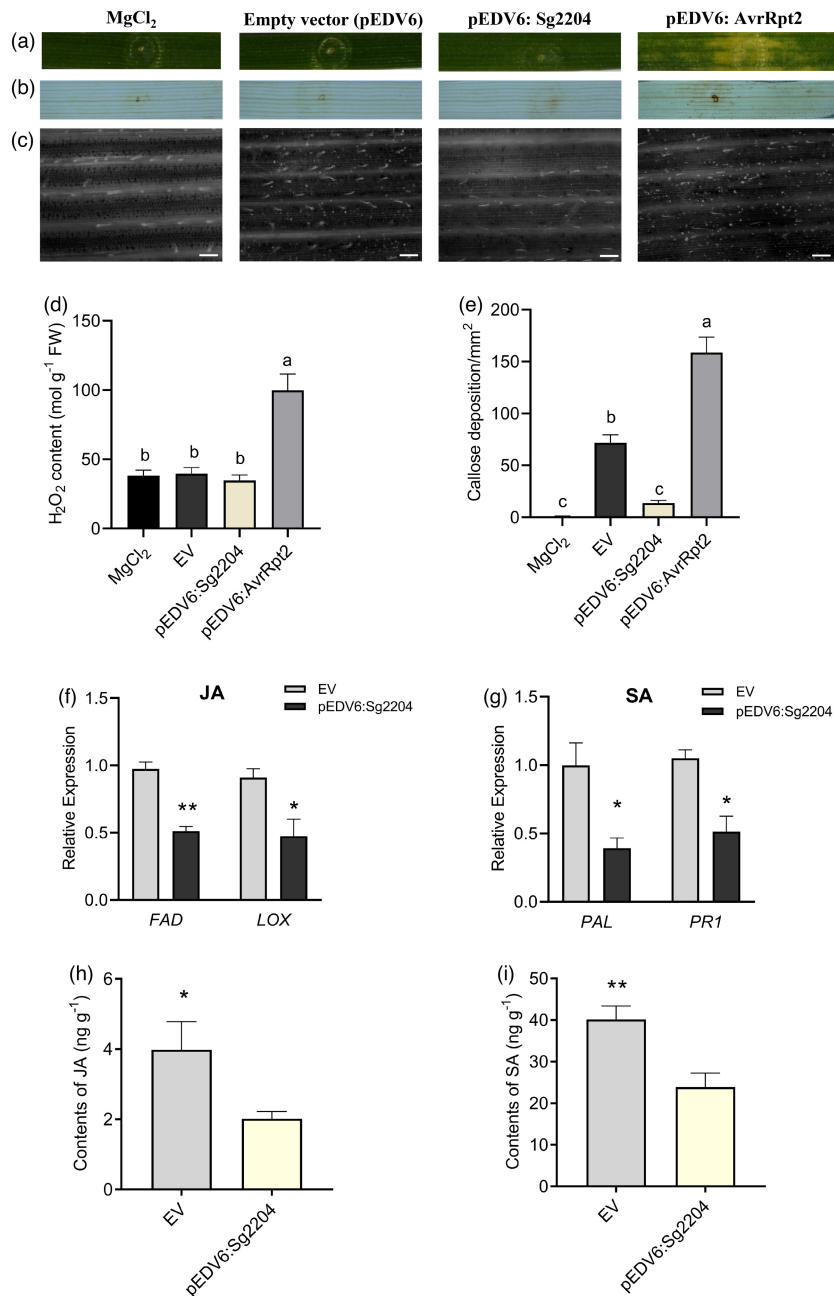 MgCl₂ Empty vector (pEDV6) pEDV6: Sg2204 pEDV6: AvrRpt2
(a)
(b)
(c)
(d)
H₂O₂ content (mol g⁻¹ FW)
150
100
50
0
b b b a
MgCl₂ EV pEDV6:Sg2204 pEDV6:AvrRpt2
(e)
Callose deposition/mm²
200
150
100
50
0
c b c a
MgCl₂ EV pEDV6:Sg2204 pEDV6:AvrRpt2
(f)
JA
EV
pEDV6:Sg2204
Relative Expression
1.5
1.0
0.5
0.0
** *
FAD LOX
(g)
SA
EV
pEDV6:Sg2204
Relative Expression
1.5
1.0
0.5
0.0
* *
PAL PR1
(h)
Contents of JA (ng g⁻¹)
6
4
2
0
*
EV pEDV6:Sg2204
(i)
Contents of SA (ng g⁻¹)
50
40
30
20
10
0
**
EV pEDV6:Sg2204